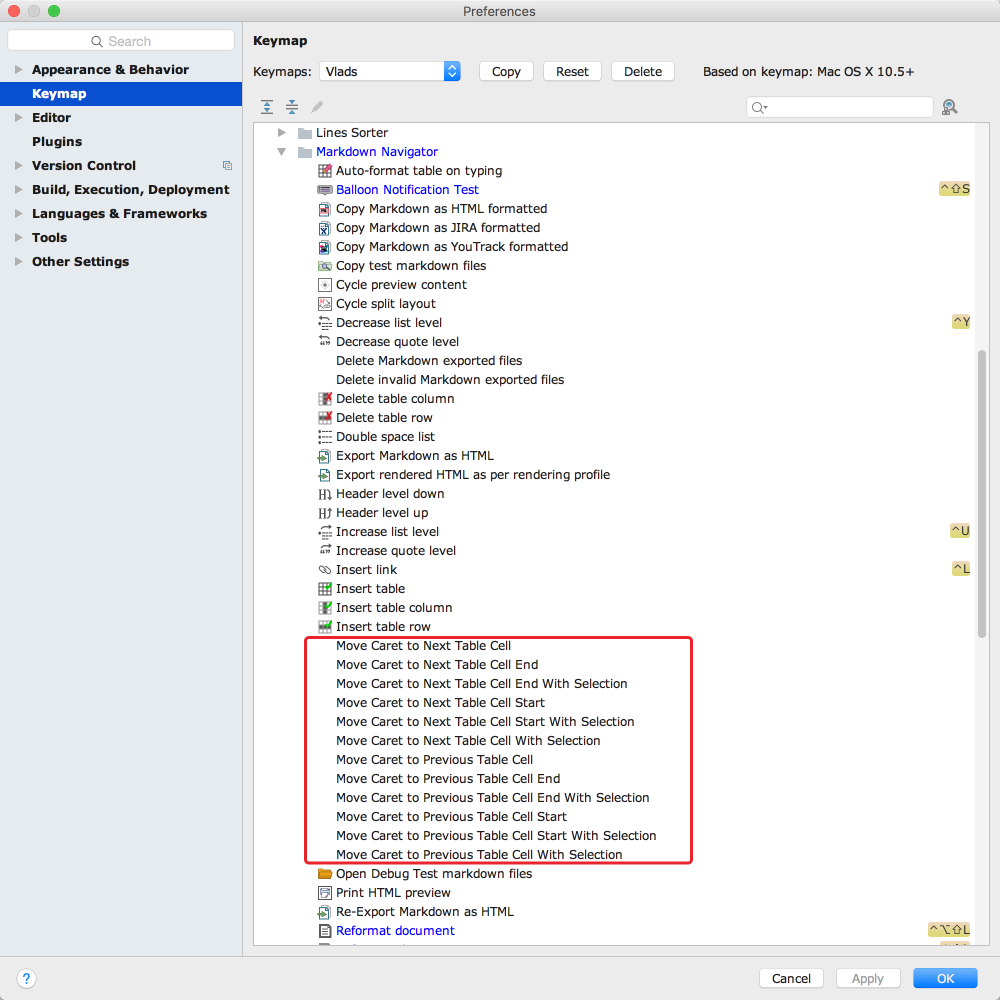 Preferences
Search
Appearance & Behavior
Keymap
Editor
Plugins
Version Control
Build, Execution, Deployment
Languages & Frameworks
Tools
Other Settings
Keymap
Keymaps: Vlads Copy Reset Delete Based on keymap: Mac OS X 10.5+
Lines Sorter
Markdown Navigator
Auto-format table on typing
Balloon Notification Test ^⇧S
Copy Markdown as HTML formatted
Copy Markdown as JIRA formatted
Copy Markdown as YouTrack formatted
Copy test markdown files
Cycle preview content
Cycle split layout
Decrease list level ^Y
Decrease quote level
Delete Markdown exported files
Delete invalid Markdown exported files
Delete table column
Delete table row
Double space list
Export Markdown as HTML
Export rendered HTML as per rendering profile
Header level down
Header level up
Increase list level ^U
Increase quote level
Insert link ^L
Insert table
Insert table column
Insert table row
Move Caret to Next Table Cell
Move Caret to Next Table Cell End
Move Caret to Next Table Cell End With Selection
Move Caret to Next Table Cell Start
Move Caret to Next Table Cell Start With Selection
Move Caret to Next Table Cell With Selection
Move Caret to Previous Table Cell
Move Caret to Previous Table Cell End
Move Caret to Previous Table Cell End With Selection
Move Caret to Previous Table Cell Start
Move Caret to Previous Table Cell Start With Selection
Move Caret to Previous Table Cell With Selection
Open Debug Test markdown files
Print HTML preview
Re-Export Markdown as HTML
Reformat document ^⌥⇧L
? Cancel Apply OK